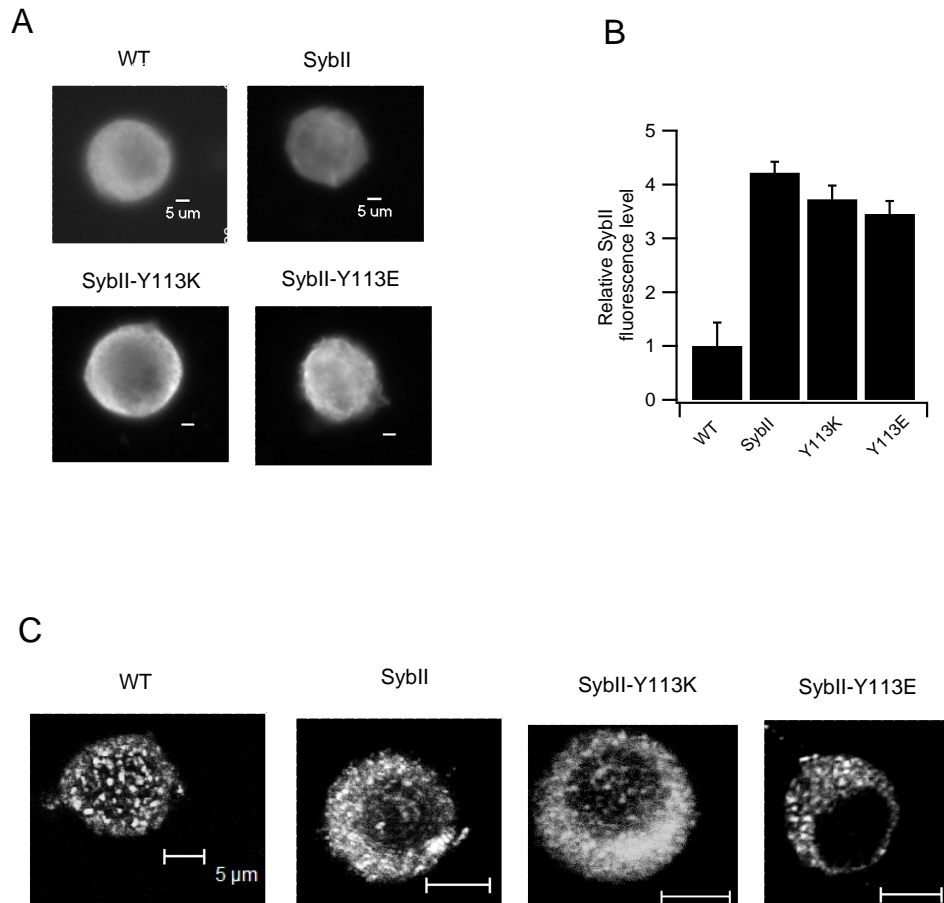 A
WT
SybII
5 um
5 um
SybII-Y113K
SybII-Y113E
B
Relative SybII
fluorescence level
5
4
3
2
1
0
WT
SybII
Y113K
Y113E
C
WT
SybII
SybII-Y113K
SybII-Y113E
5 µm